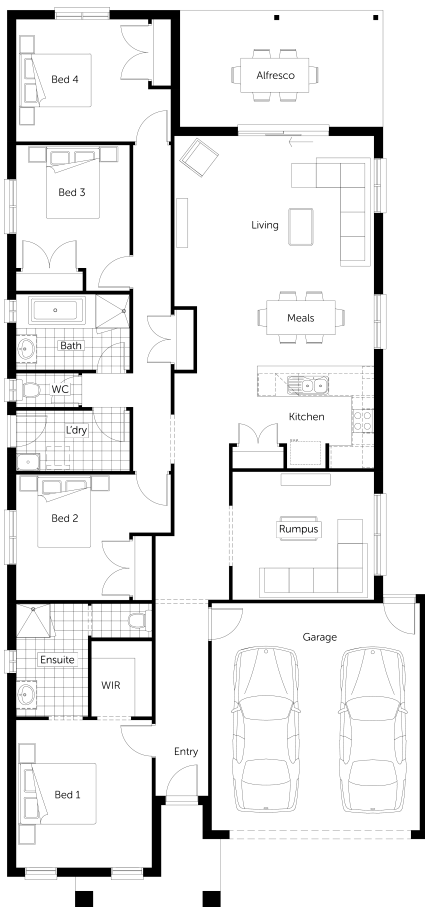 Bed 4
Alfresco
Bed 3
Living
Meals
Bath
WC
Kitchen
L'dry
Bed 2
Rumpus
Garage
Ensuite
WIR
Entry
Bed 1